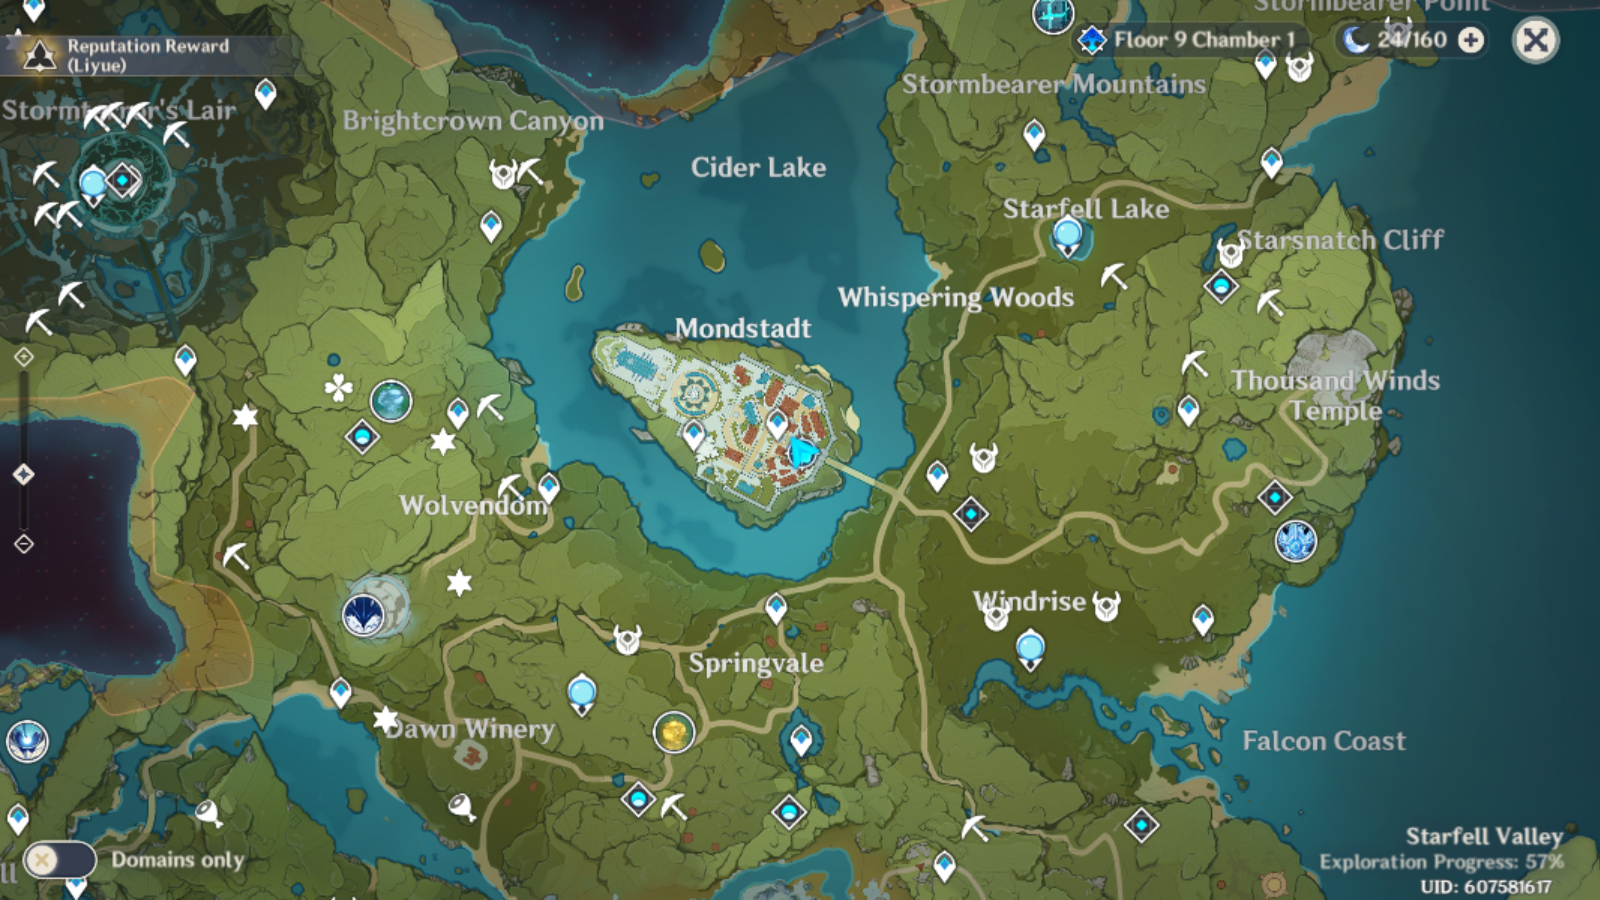 Stormbearer Point
Reputation Reward
(Liyue)
Floor 9 Chamber 1
24/160
Stormbearer Mountains
Brightcrown Canyon
Cider Lake
Starfell Lake
Starsnatch Cliff
Whispering Woods
Mondstadt
Thousand Winds
Temple
Wolvendom
Windrise
Springvale
Dawn Winery
Falcon Coast
Starfell Valley
Domains only
Exploration Progress: 57%
UID: 607581617